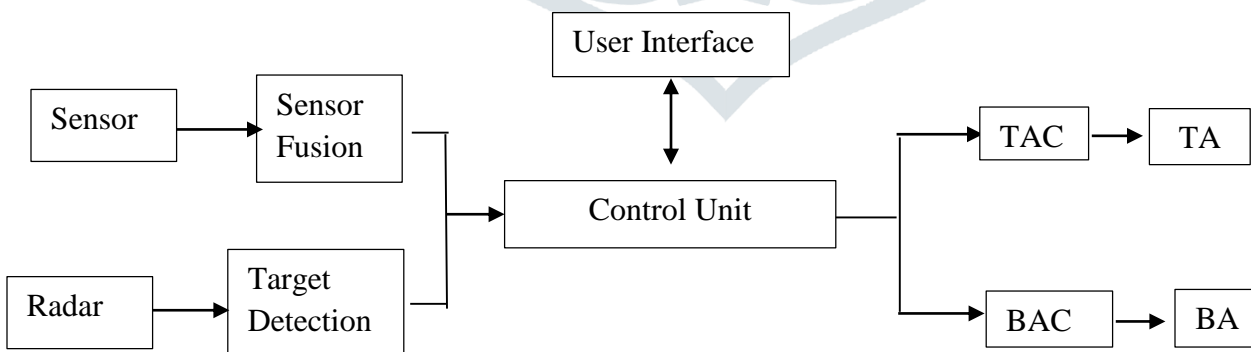 User Interface
Sensor
Sensor
Fusion
TAC
TA
Control Unit
Radar
Target
Detection
BAC
BA